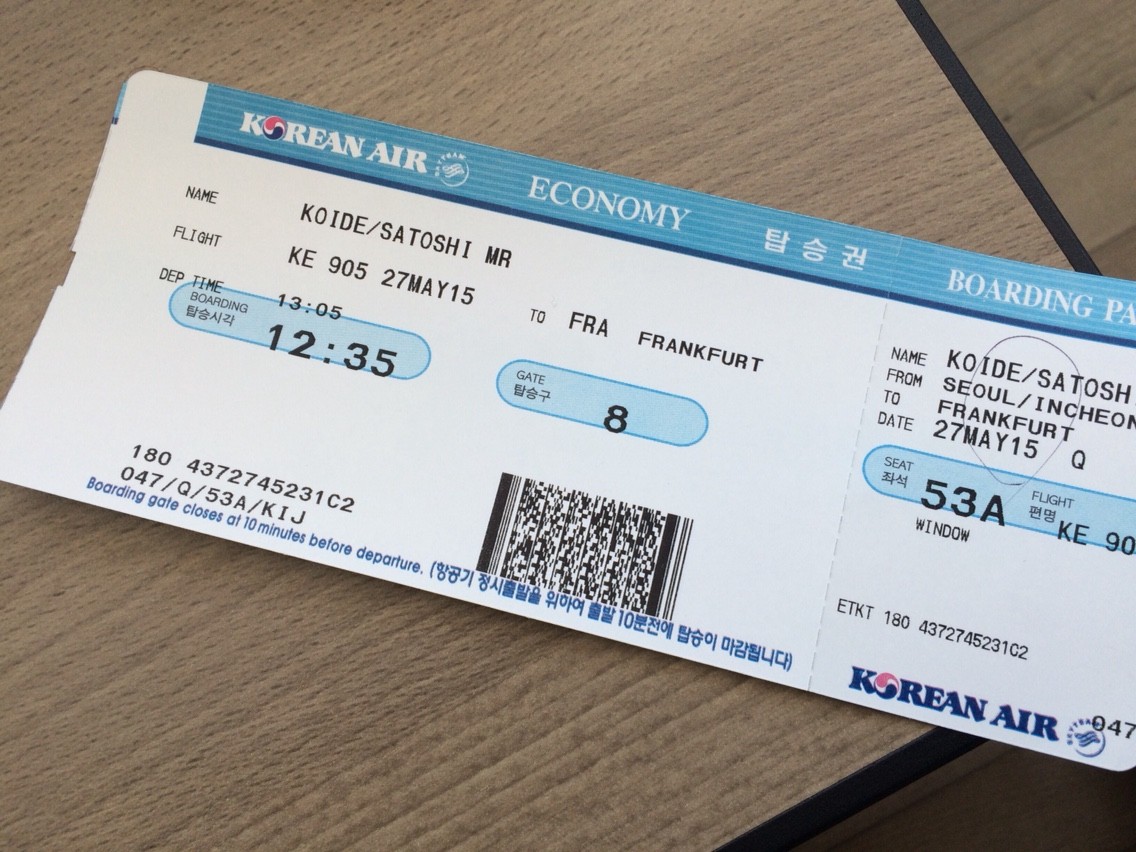 KOREAN AIR
ECONOMY
탑승권
NAME KOIDE/SATOSHI MR
FLIGHT KE 905 27MAY15
DEP TIME 13:05
TO FRA FRANKFURT
BOARDING
탑승시각
12:35
GATE
탑승구
8
180 4372745231C2
047/Q/53A/KIJ
Boarding gate closes at 10 minutes before departure. (항공기 정시출발을 위하여 출발 10분전에 탑승이 마감됩니다)
BOARDING PA
NAME KOIDE/SATOSH
FROM SEOUL/INCHEON
TO FRANKFURT
DATE 27MAY15 Q
SEAT
좌석
53A
WINDOW
FLIGHT
편명
KE 90
ETKT 180 4372745231C2
KOREAN AIR
047